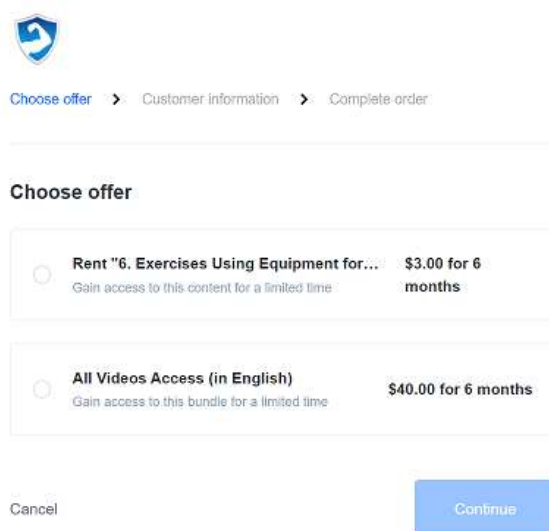 Choose offer > Customer information > Complete order
Choose offer
Rent "6. Exercises Using Equipment for... $3.00 for 6 months
Gain access to this content for a limited time
All Videos Access (in English) $40.00 for 6 months
Gain access to this bundle for a limited time
Cancel Continue